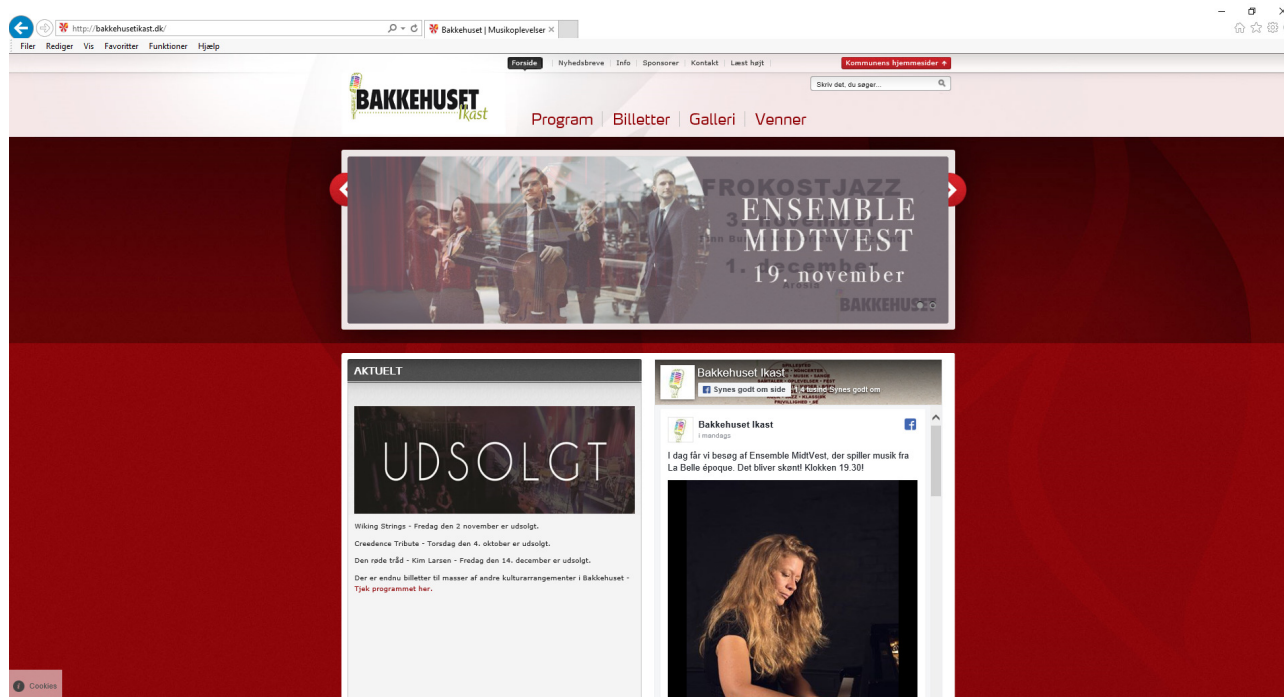 http://bakkehusetikast.dk/
Bakkehuset | Musikoplevelser
Filer Rediger Vis Favoritter Funktioner Hjælp
Forside | Nyhedsbreve | Info | Sponsorer | Kontakt | Læst højt |
Kommunens hjemmesider
Skriv det, du søger...
BAKKEHUSET
Ikast
Program | Billetter | Galleri | Venner
FROKOSTJAZZ
3. november
1. december
Arosia
BAKKEHUSET
ENSEMBLE
MIDTVEST
19. november
AKTUELT
UDSOLGT
Wiking Strings - Fredag den 2 november er udsolgt.
Creedence Tribute - Torsdag den 4. oktober er udsolgt.
Den røde tråd - Kim Larsen - Fredag den 14. december er udsolgt.
Der er endnu billetter til masser af andre kulturarrangementer i Bakkehuset -
Tjek programmet her.
Bakkehuset Ikast
Synes godt om side
tusind Synes godt om
Bakkehuset Ikast
i mandags
I dag får vi besøg af Ensemble MidtVest, der spiller musik fra
La Belle époque. Det bliver skønt! Klokken 19.30!
Cookies